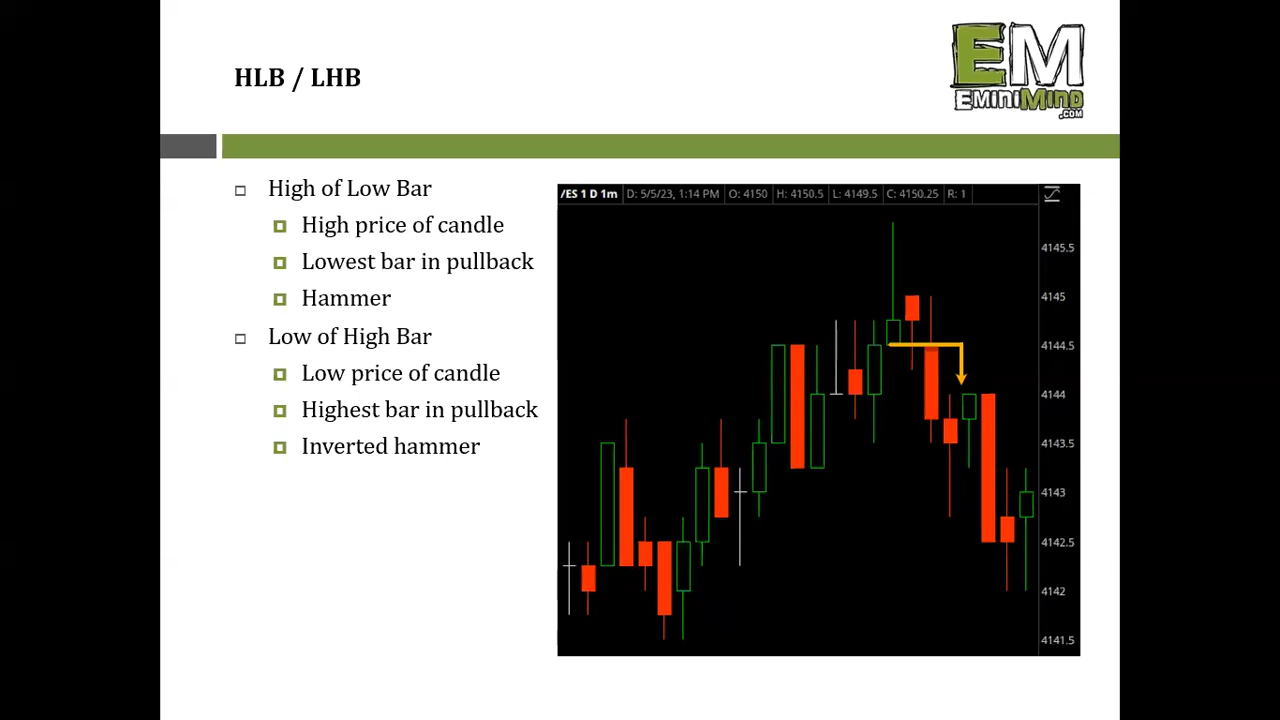 HLB / LHB
EM
EMINIMIND
.COM
High of Low Bar
High price of candle
Lowest bar in pullback
Hammer
Low of High Bar
Low price of candle
Highest bar in pullback
Inverted hammer
/ES 1 D 1m D: 5/5/23, 1:14 PM O: 4150 H: 4150.5 L: 4149.5 C: 4150.25 R: 1
4145.5
4145
4144.5
4144
4143.5
4143
4142.5
4142
4141.5